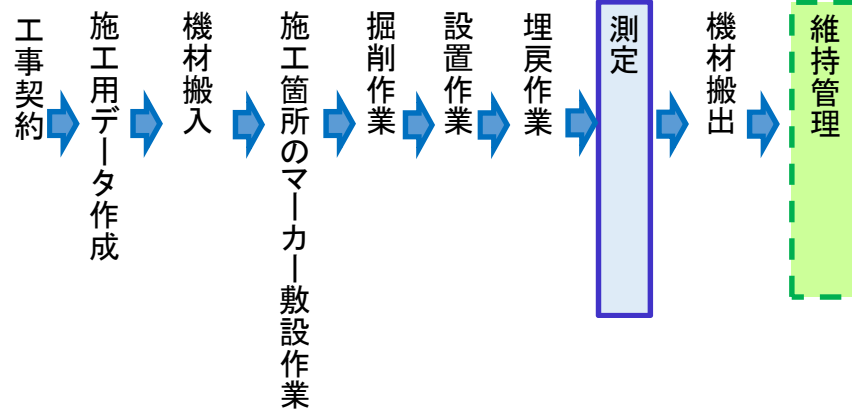 工事契約
施工用データ作成
機材搬入
施工箇所のマーカー敷設作業
掘削作業
設置作業
埋戻作業
測定
機材搬出
維持管理